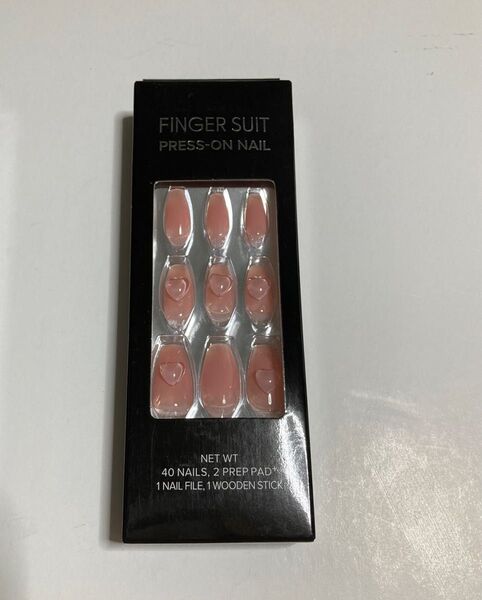 FINGER SUIT
PRESS-ON NAIL
NET WT
40 NAILS, 2 PREP PAD*
1 NAIL FILE, 1 WOODEN STICK